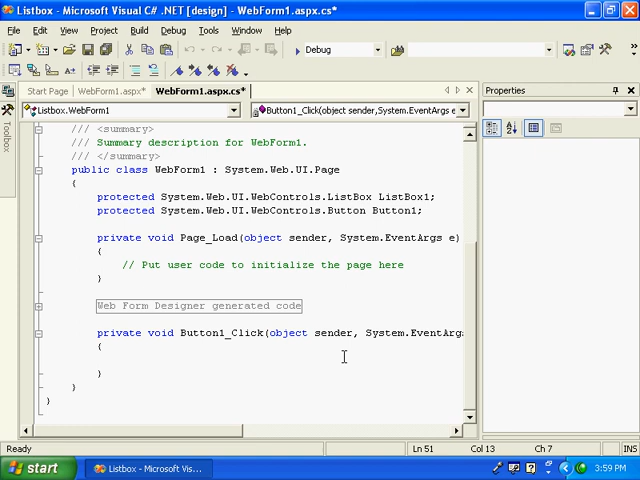 Listbox - Microsoft Visual C# .NET [design] - WebForm1.aspx.cs*
File Edit View Project Build Debug Tools Window Help
Debug
Start Page WebForm1.aspx* WebForm1.aspx.cs*
Properties
Toolbox
Listbox.WebForm1
Button1_Click(object sender,System.EventArgs e
/// <summary>
/// Summary description for WebForm1.
/// </summary>
public class WebForm1 : System.Web.UI.Page
{
protected System.Web.UI.WebControls.ListBox ListBox1;
protected System.Web.UI.WebControls.Button Button1;
private void Page_Load(object sender, System.EventArgs e)
{
// Put user code to initialize the page here
}
Web Form Designer generated code
private void Button1_Click(object sender, System.EventArgs
{
}
}
}
Ready
Ln 51
Col 13
Ch 7
INS
start
Listbox - Microsoft Vis...
3:59 PM